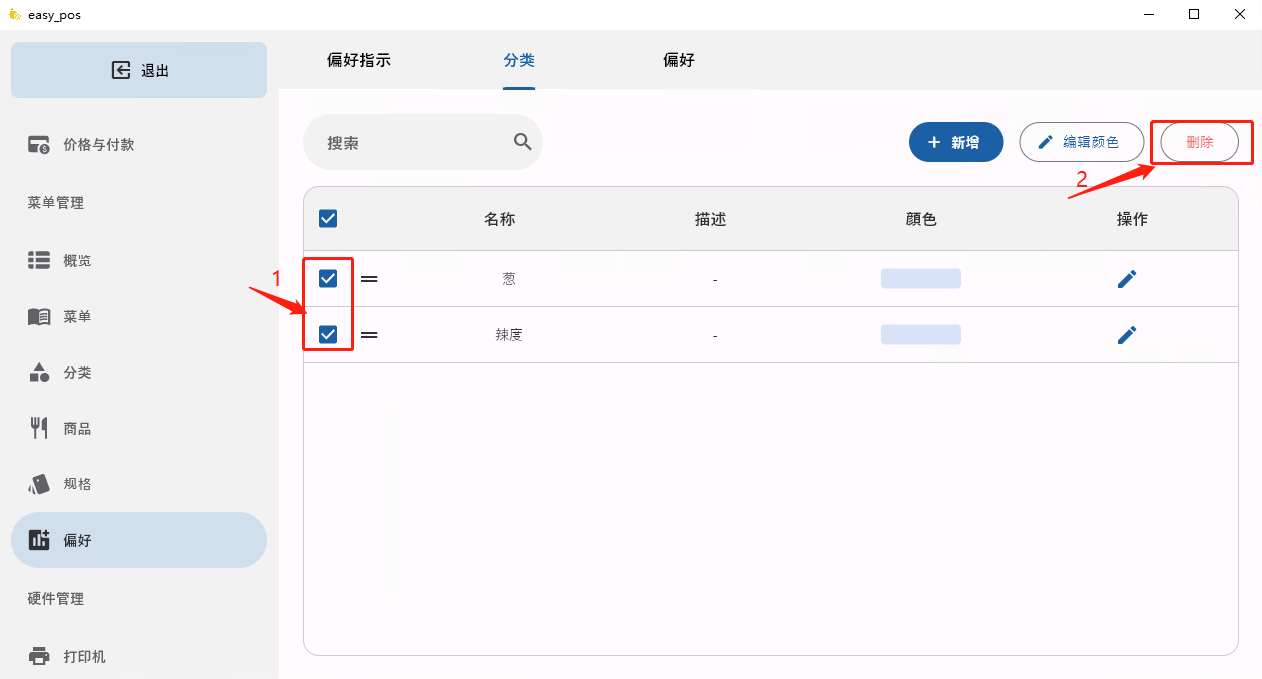 easy_pos
退出
偏好指示
分类
偏好
价格与付款
搜索
新增
编辑颜色
删除
2
菜单管理
名称
描述
颜色
操作
概览
1
葱
-
菜单
辣度
-
分类
商品
规格
偏好
硬件管理
打印机